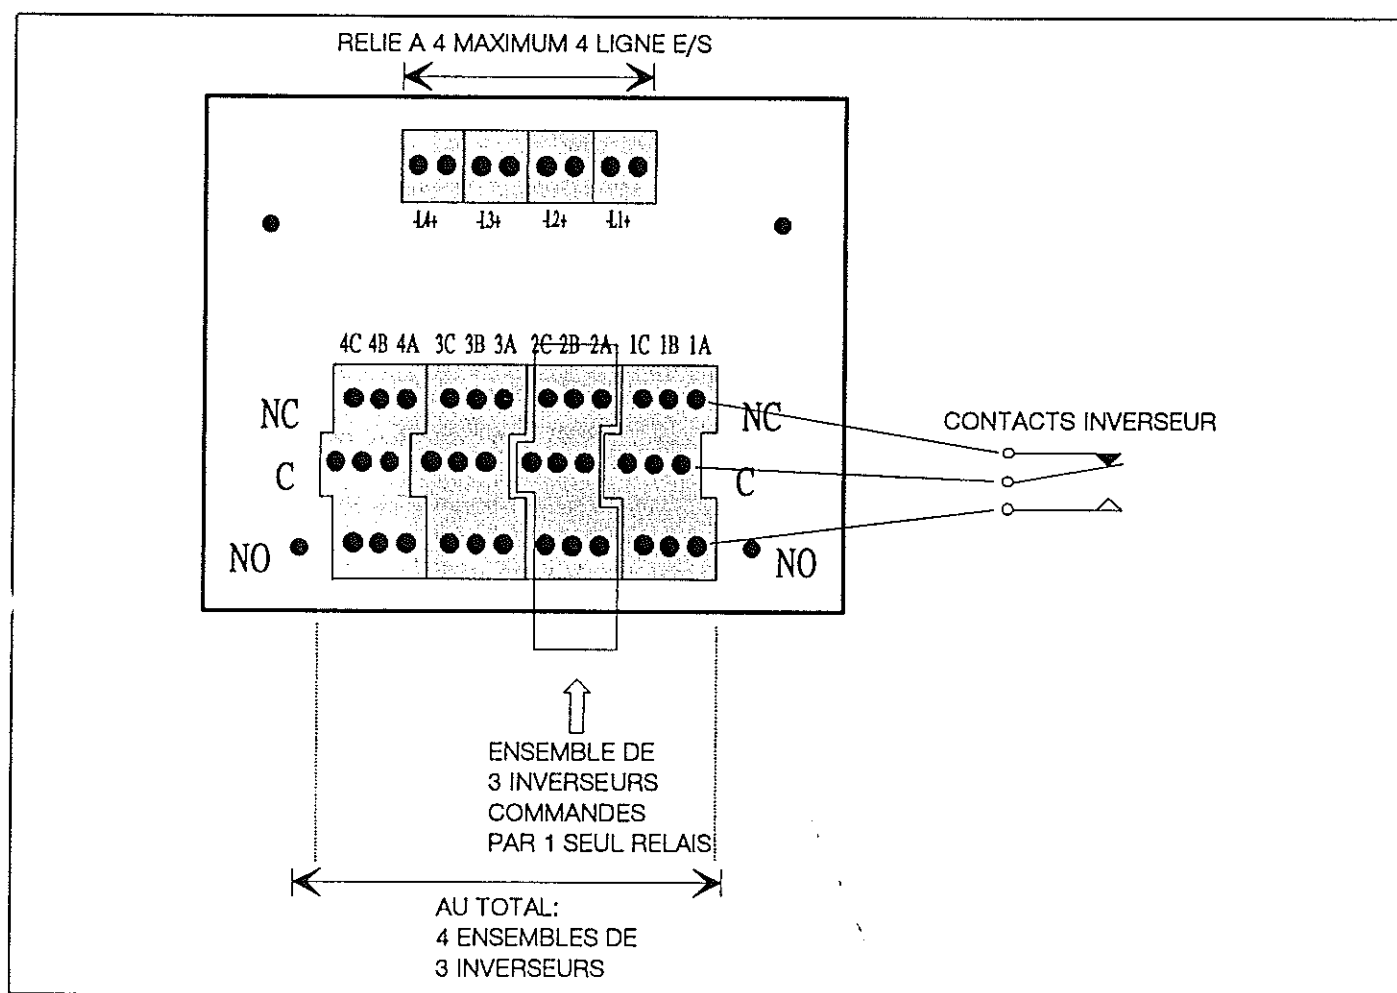 RELIE A 4 MAXIMUM 4 LIGNE E/S
-L4+ -L3+ -L2+ -L1+
4C 4B 4A 3C 3B 3A 2C 2B 2A 1C 1B 1A
NC NC
CONTACTS INVERSEUR
C C
NO NO
ENSEMBLE DE
3 INVERSEURS
COMMANDES
PAR 1 SEUL RELAIS
AU TOTAL:
4 ENSEMBLES DE
3 INVERSEURS